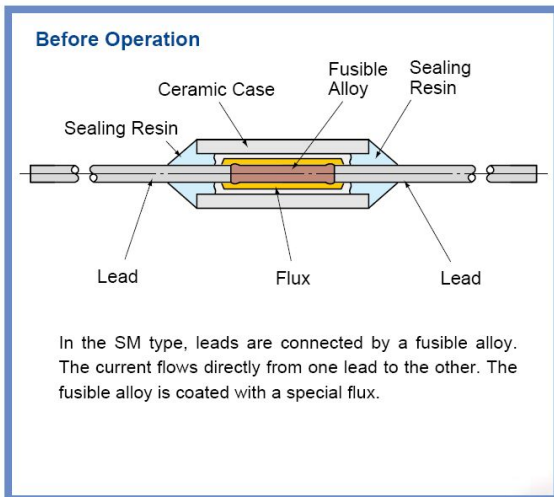 Before Operation
Fusible Alloy
Sealing Resin
Ceramic Case
Sealing Resin
Lead
Flux
Lead
In the SM type, leads are connected by a fusible alloy.
The current flows directly from one lead to the other. The
fusible alloy is coated with a special flux.